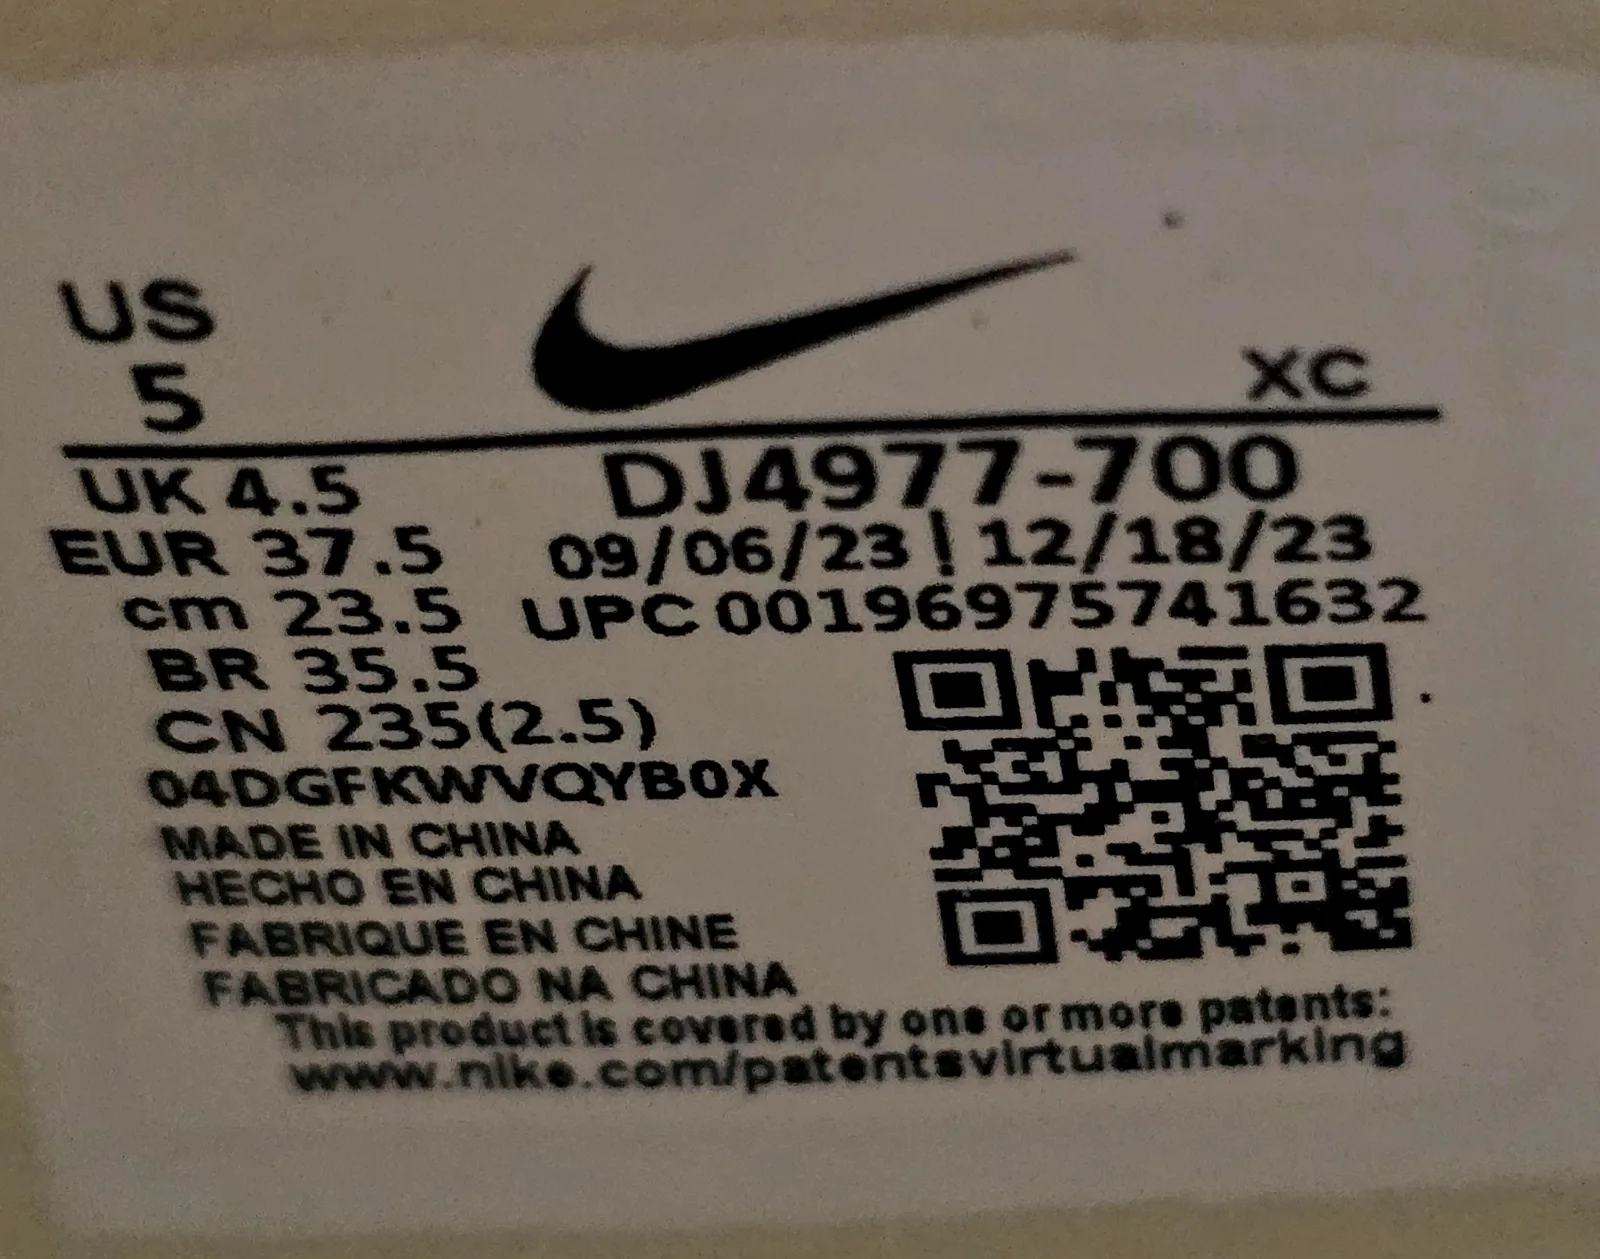 US
5
XC
UK 4.5
DJ4977-700
EUR 37.5
09/06/23 | 12/18/23
cm 23.5
UPC 00196975741632
BR 35.5
CN 235(2.5)
04DGFKWVQYB0X
MADE IN CHINA
HECHO EN CHINA
FABRIQUE EN CHINE
FABRICADO NA CHINA
This product is covered by one or more patents:
www.nike.com/patentsvirtualmarking